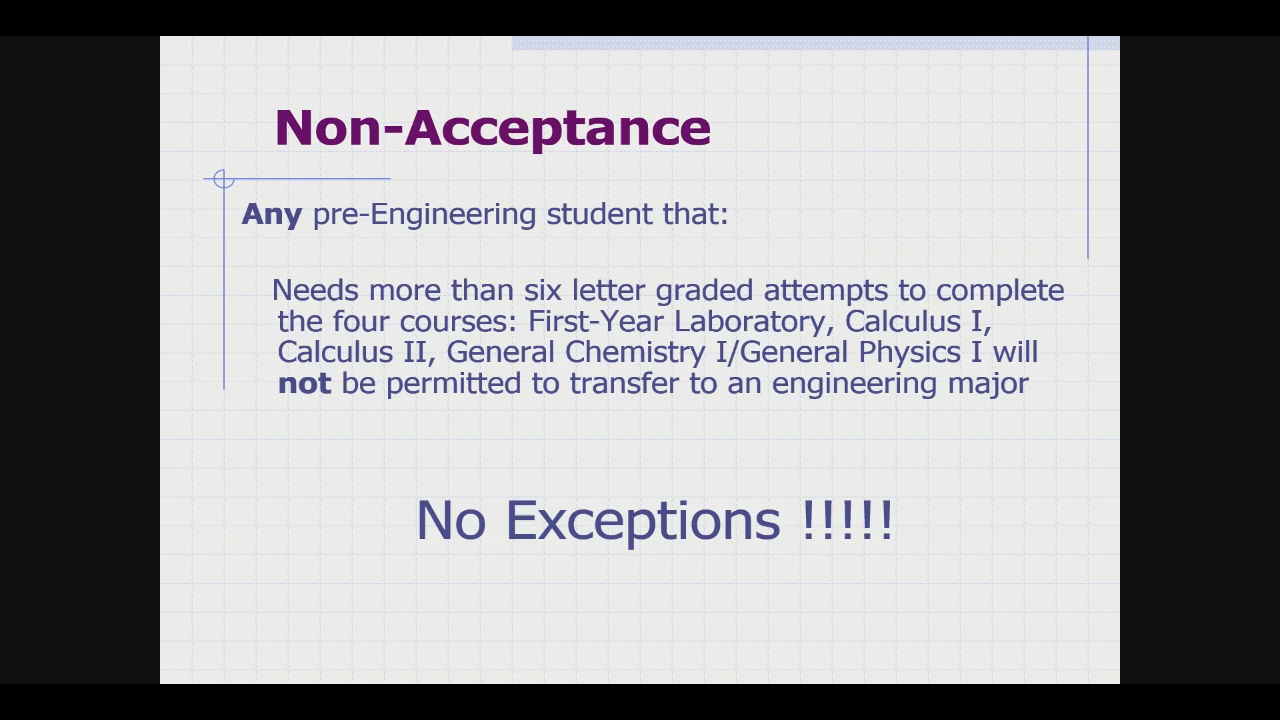 Non-Acceptance
Any pre-Engineering student that:
Needs more than six letter graded attempts to complete
the four courses: First-Year Laboratory, Calculus I,
Calculus II, General Chemistry I/General Physics I will
not be permitted to transfer to an engineering major
No Exceptions !!!!!